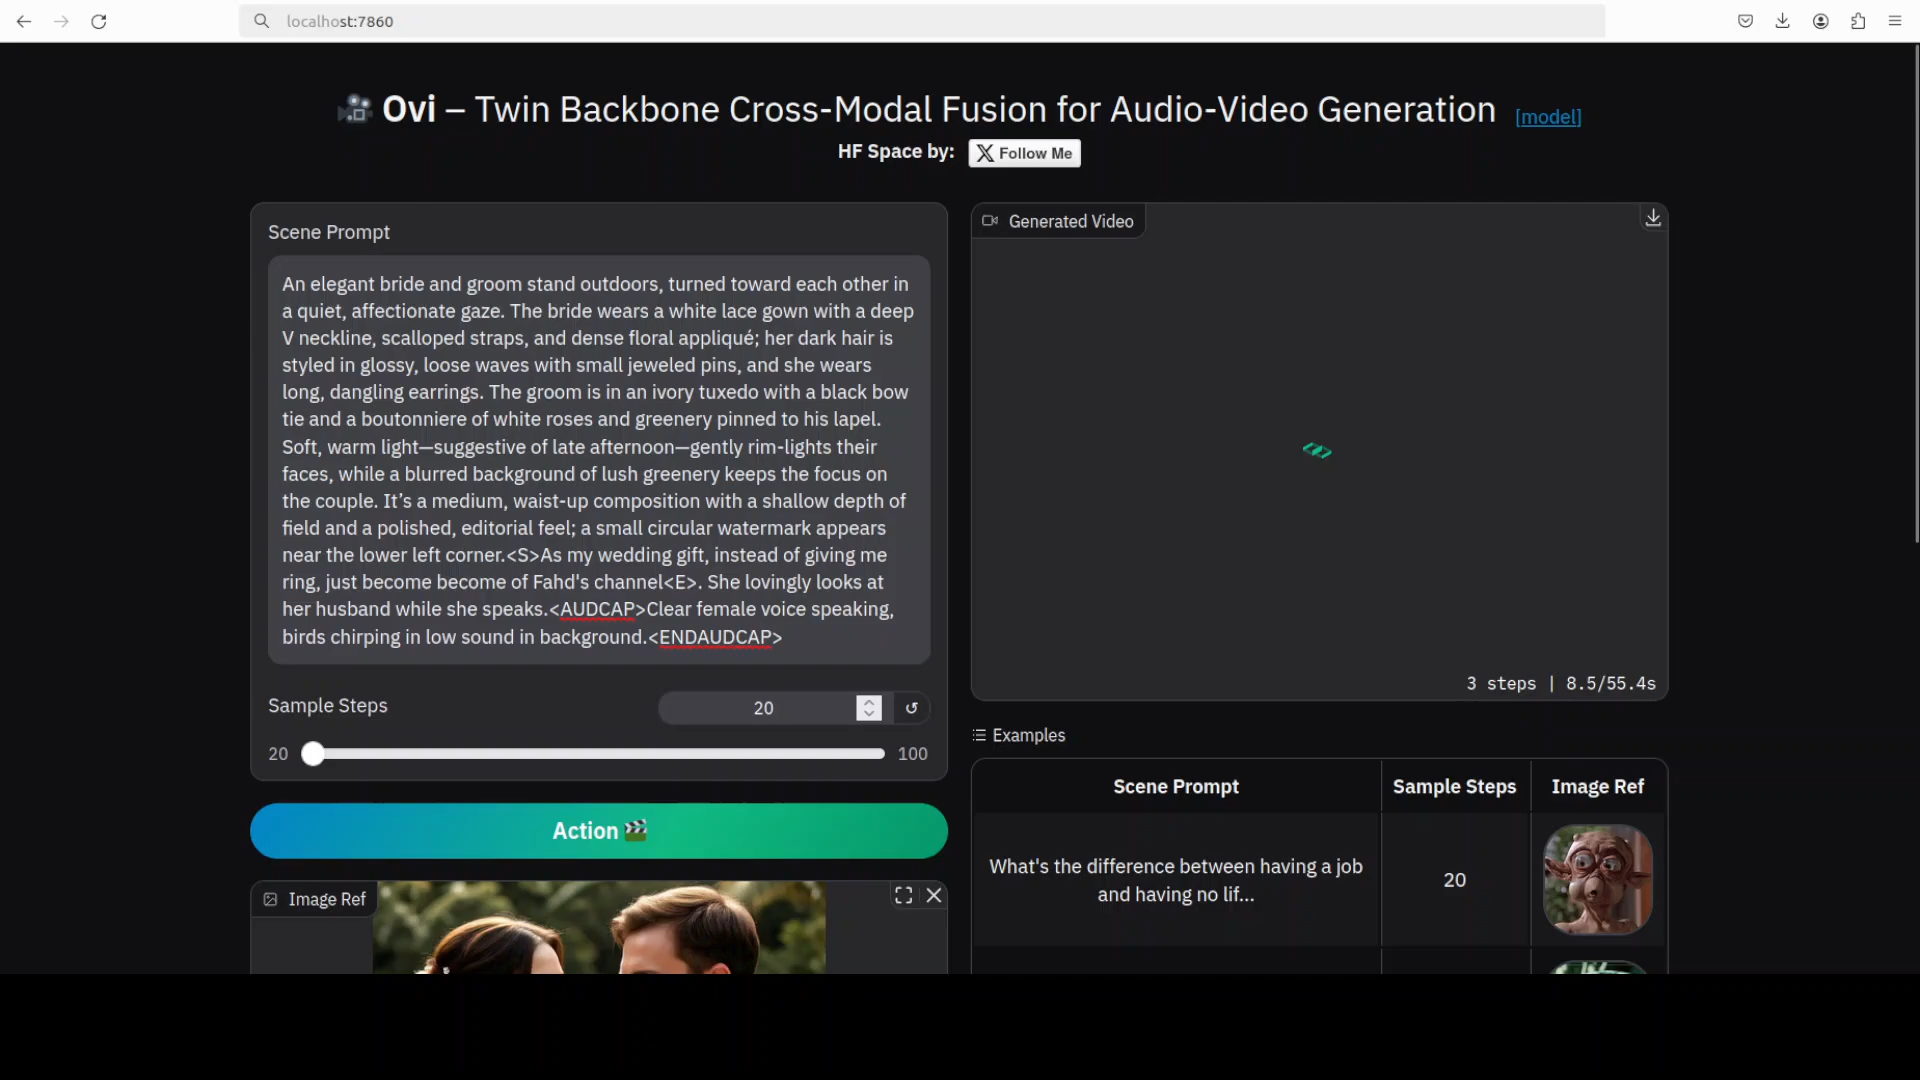 localhost:7860
Ovi – Twin Backbone Cross-Modal Fusion for Audio-Video Generation [model]
HF Space by: X Follow Me
Scene Prompt
An elegant bride and groom stand outdoors, turned toward each other in
a quiet, affectionate gaze. The bride wears a white lace gown with a deep
V neckline, scalloped straps, and dense floral appliqué; her dark hair is
styled in glossy, loose waves with small jeweled pins, and she wears
long, dangling earrings. The groom is in an ivory tuxedo with a black bow
tie and a boutonniere of white roses and greenery pinned to his lapel.
Soft, warm light—suggestive of late afternoon—gently rim-lights their
faces, while a blurred background of lush greenery keeps the focus on
the couple. It’s a medium, waist-up composition with a shallow depth of
field and a polished, editorial feel; a small circular watermark appears
near the lower left corner.<S>As my wedding gift, instead of giving me
ring, just become become of Fahd's channel<E>. She lovingly looks at
her husband while she speaks.<AUDCAP>Clear female voice speaking,
birds chirping in low sound in background.<ENDAUDCAP>
Sample Steps
20
20
100
Action
Image Ref
Generated Video
3 steps | 8.5/55.4s
Examples
Scene Prompt
Sample Steps
Image Ref
What's the difference between having a job
and having no lif...
20